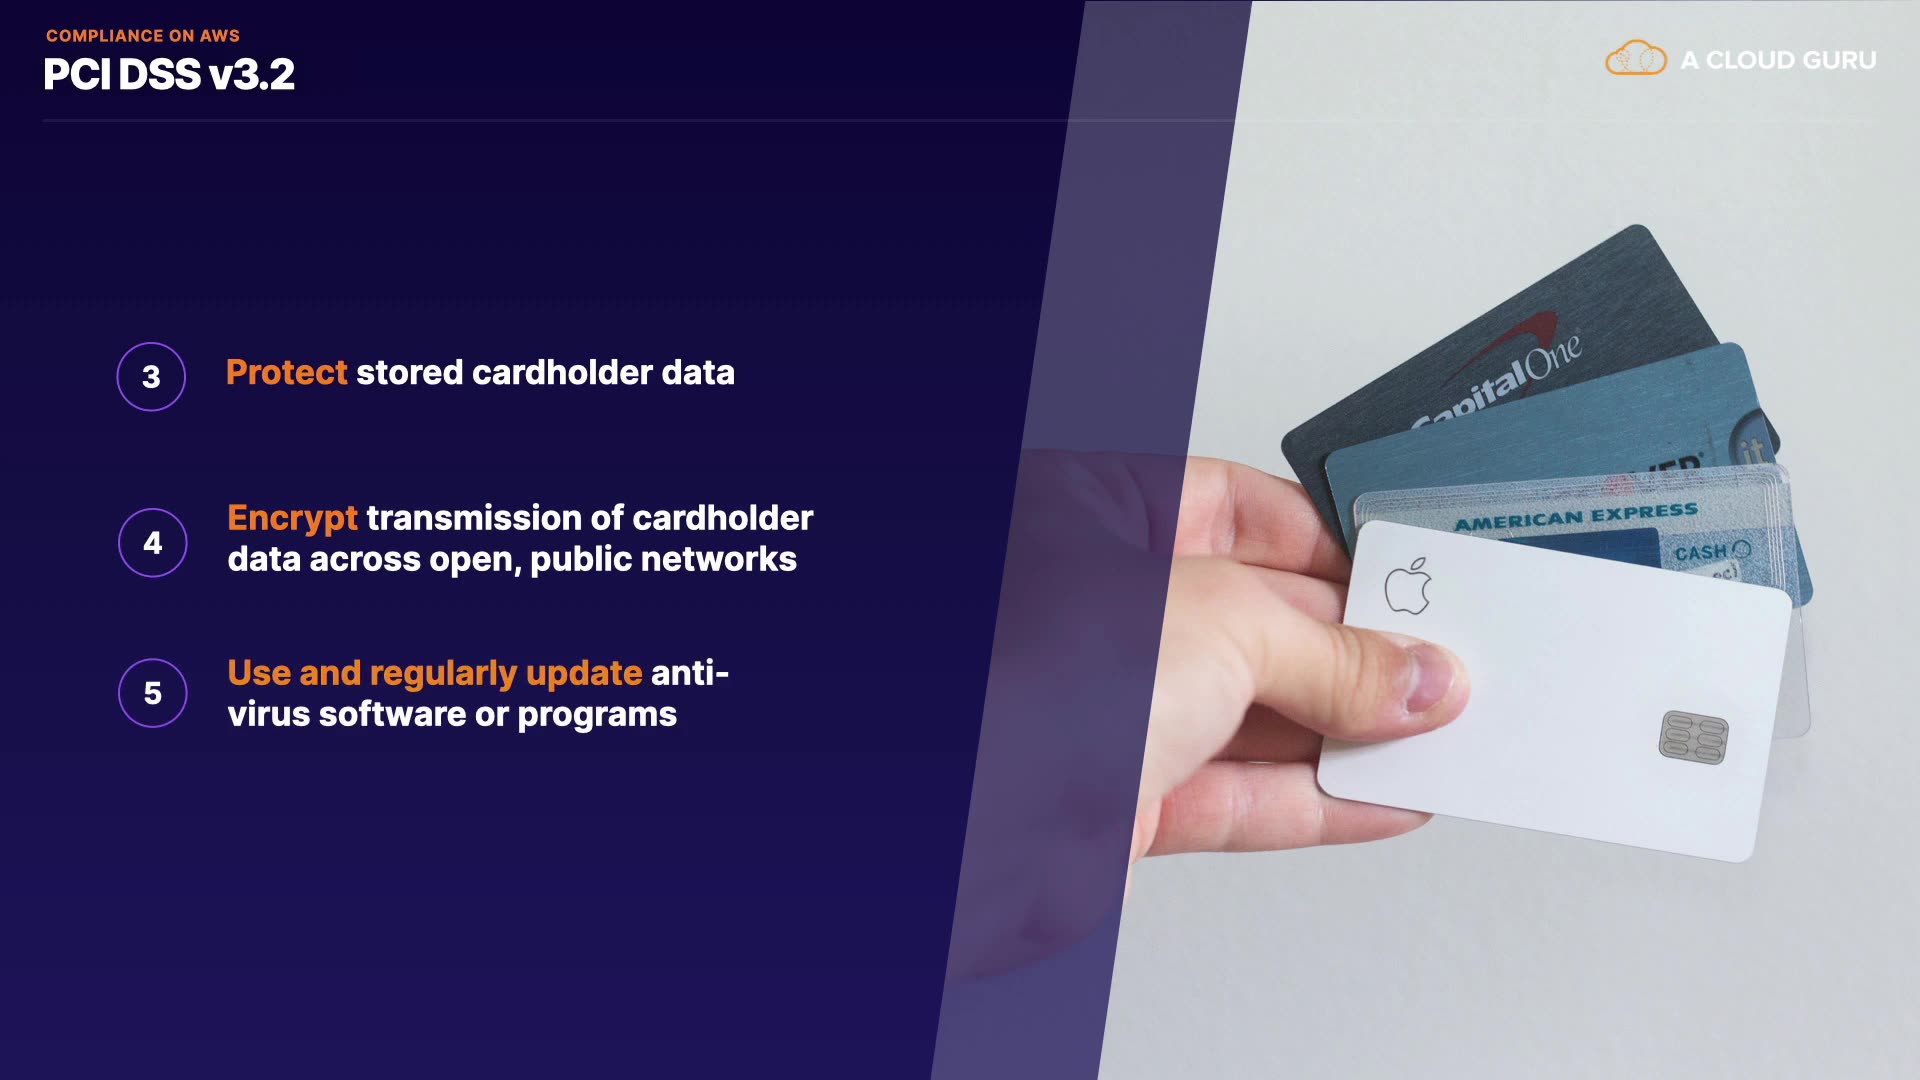 COMPLIANCE ON AWS
PCI DSS v3.2
A CLOUD GURU
3
Protect stored cardholder data
4
Encrypt transmission of cardholder
data across open, public networks
5
Use and regularly update anti-
virus software or programs
CapitalOne
it
AMERICAN EXPRESS
CASH